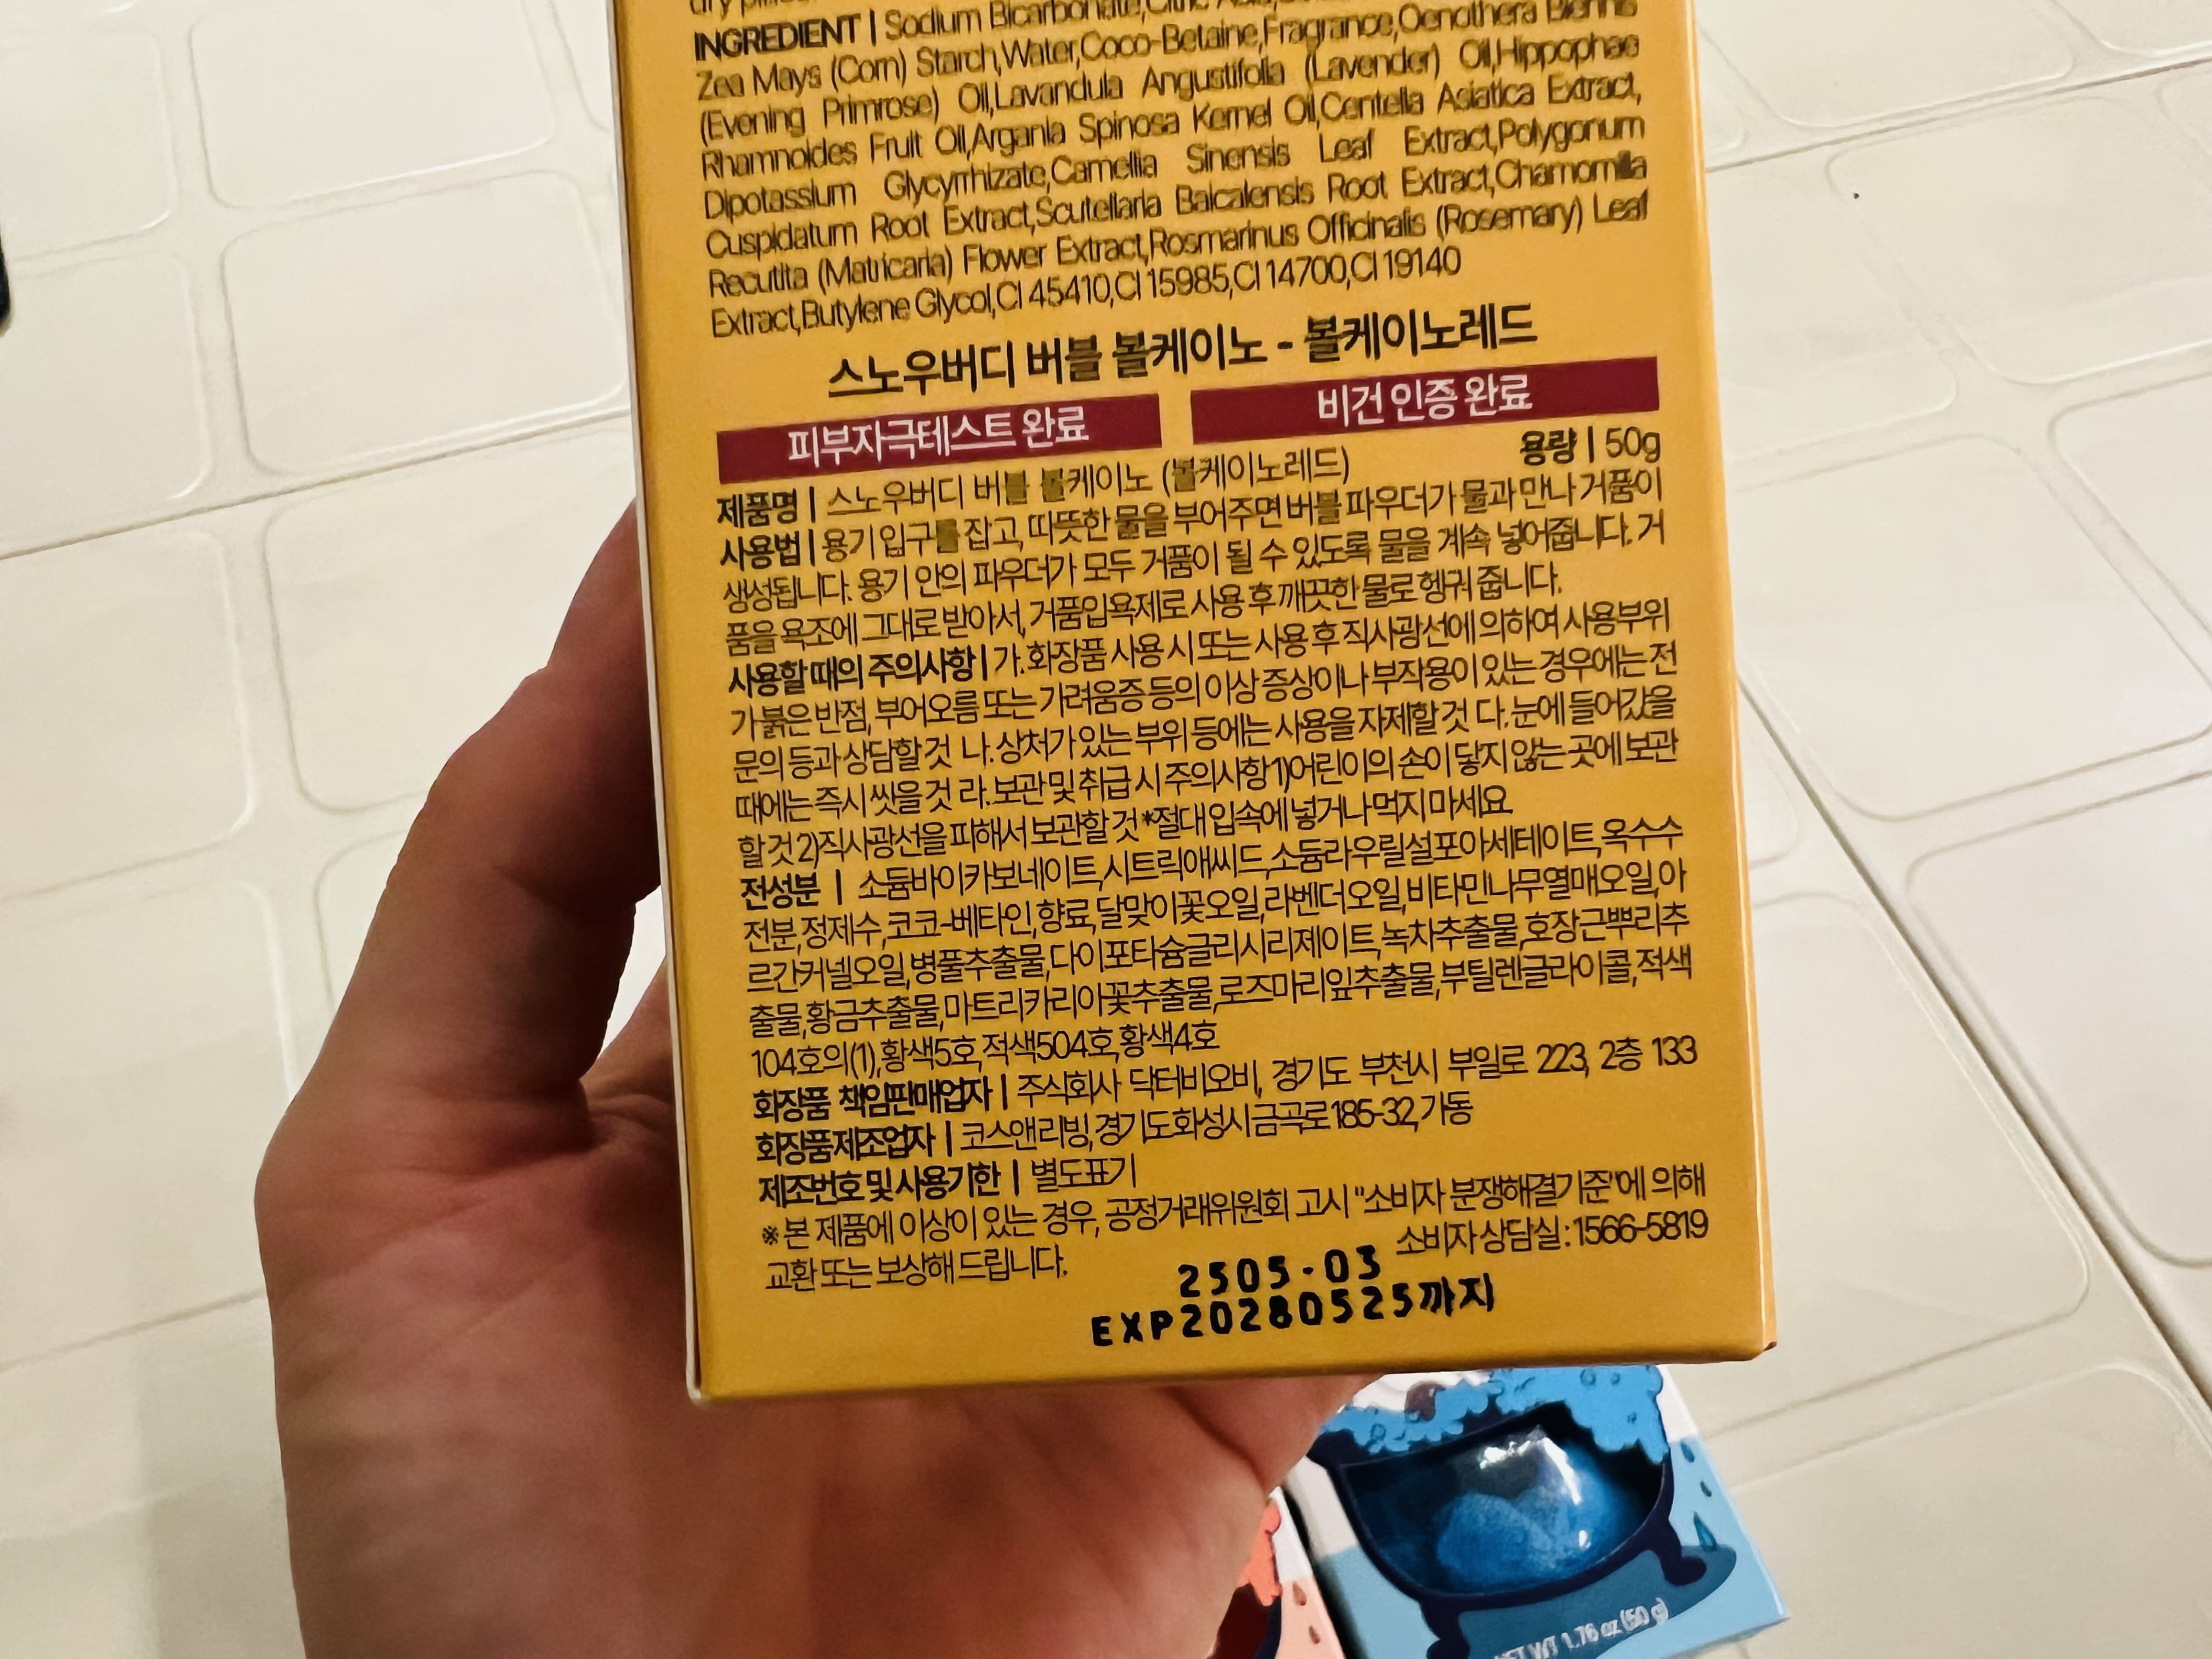 INGREDIENT | Sodium Bicarbonate,Citric
Zea Mays (Corn) Starch,Water,Coco-Betaine,Fragrance,Oenothera Biennis
(Evening Primrose) Oil,Lavandula Angustifolia (Lavender) Oil,Hippophae
Rhamnoides Fruit Oil,Argania Spinosa Kernel Oil,Centella Asiatica Extract,
Dipotassium Glycyrrhizate,Camellia Sinensis Leaf Extract,Polygonum
Cuspidatum Root Extract,Scutellaria Baicalensis Root Extract,Chamomilla
Recutita (Matricaria) Flower Extract,Rosmarinus Officinalis (Rosemary) Leaf
Extract,Butylene Glycol,CI 45410,CI 15985,CI 14700,CI 19140
스노우버디 버블 볼케이노 - 볼케이노레드
피부자극테스트 완료
비건 인증 완료
제품명 | 스노우버디 버블 볼케이노 (볼케이노레드)
용량 | 50g
사용법 | 용기 입구를 잡고, 따뜻한 물을 부어주면 버블 파우더가 물과 만나 거품이
생성됩니다. 용기 안의 파우더가 모두 거품이 될 수 있도록 물을 계속 넣어줍니다. 거
품을 욕조에 그대로 받아서, 거품입욕제로 사용 후 깨끗한 물로 헹궈 줍니다.
사용할 때의 주의사항 | 가. 화장품 사용 시 또는 사용 후 직사광선에 의하여 사용부위
가 붉은 반점, 부어오름 또는 가려움증 등의 이상 증상이나 부작용이 있는 경우에는 전
문의 등과 상담할 것 나. 상처가 있는 부위 등에는 사용을 자제할 것 다. 눈에 들어갔을
때에는 즉시 씻을 것 라. 보관 및 취급 시 주의사항 1)어린이의 손이 닿지 않는 곳에 보관
할 것 2)직사광선을 피해서 보관할 것 *절대 입속에 넣거나 먹지 마세요
전성분 | 소듐바이카보네이트,시트릭애씨드,소듐라우릴설포아세테이트,옥수수
전분,정제수,코코-베타인,향료,달맞이꽃오일,라벤더오일,비타민나무열매오일,아
르간커넬오일,병풀추출물,다이포타슘글리시리제이트,녹차추출물,호장근뿌리추
출물,황금추출물,마트리카리아꽃추출물,로즈마리잎추출물,부틸렌글라이콜,적색
104호의(1),황색5호,적색504호,황색4호
화장품 책임판매업자 | 주식회사 닥터비오비, 경기도 부천시 부일로 223, 2층 133
화장품제조업자 | 코스앤리빙,경기도 화성시 금곡로 185-32, 가동
제조번호 및 사용기한 | 별도표기
※ 본 제품에 이상이 있는 경우, 공정거래위원회 고시 "소비자 분쟁해결기준"에 의해
교환 또는 보상해 드립니다.
소비자 상담실 : 1566-5819
2505·03
EXP20280525까지
NET WT 1.76 oz (50 g)